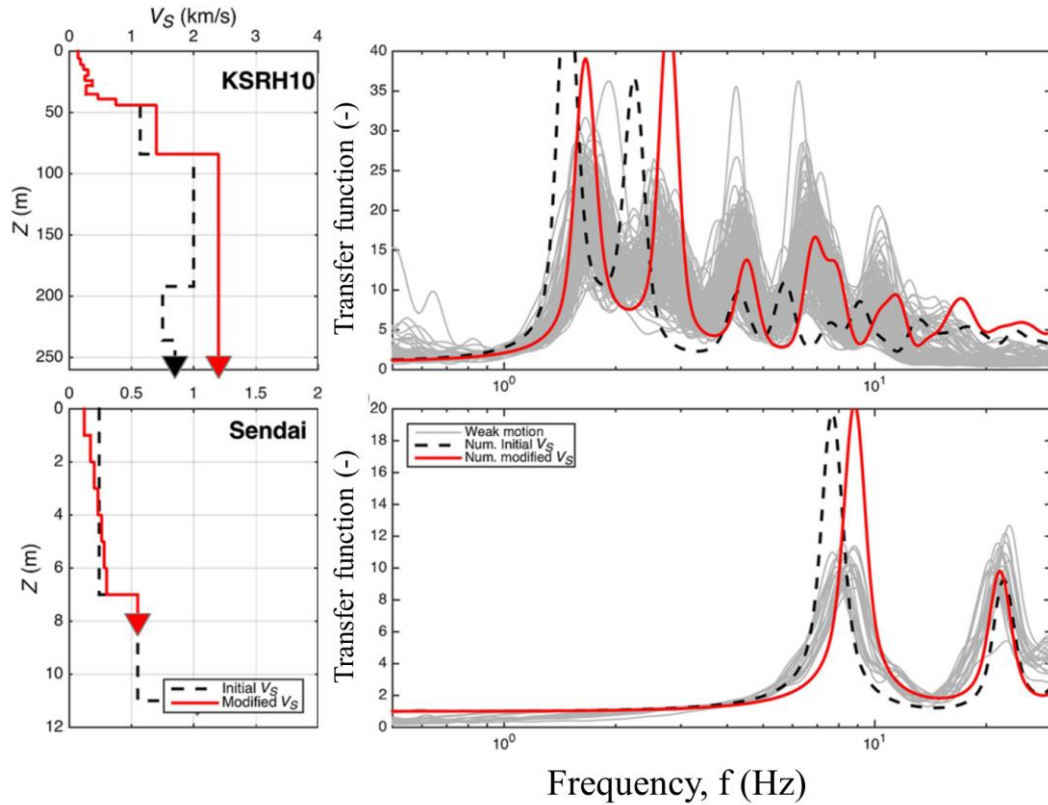 V_S (km/s)
0 1 2 3 4
KSRH10
0
50
100
150
200
250
Z (m)
Transfer function (-)
40
35
30
25
20
15
10
5
0
10^0
10^1
0 0.5 1 1.5 2
Sendai
0
2
4
6
8
10
12
Z (m)
Initial V_S
Modified V_S
Transfer function (-)
20
18
16
14
12
10
8
6
4
2
0
Weak motion
Num. Initial V_S
Num. modified V_S
10^0
10^1
Frequency, f (Hz)